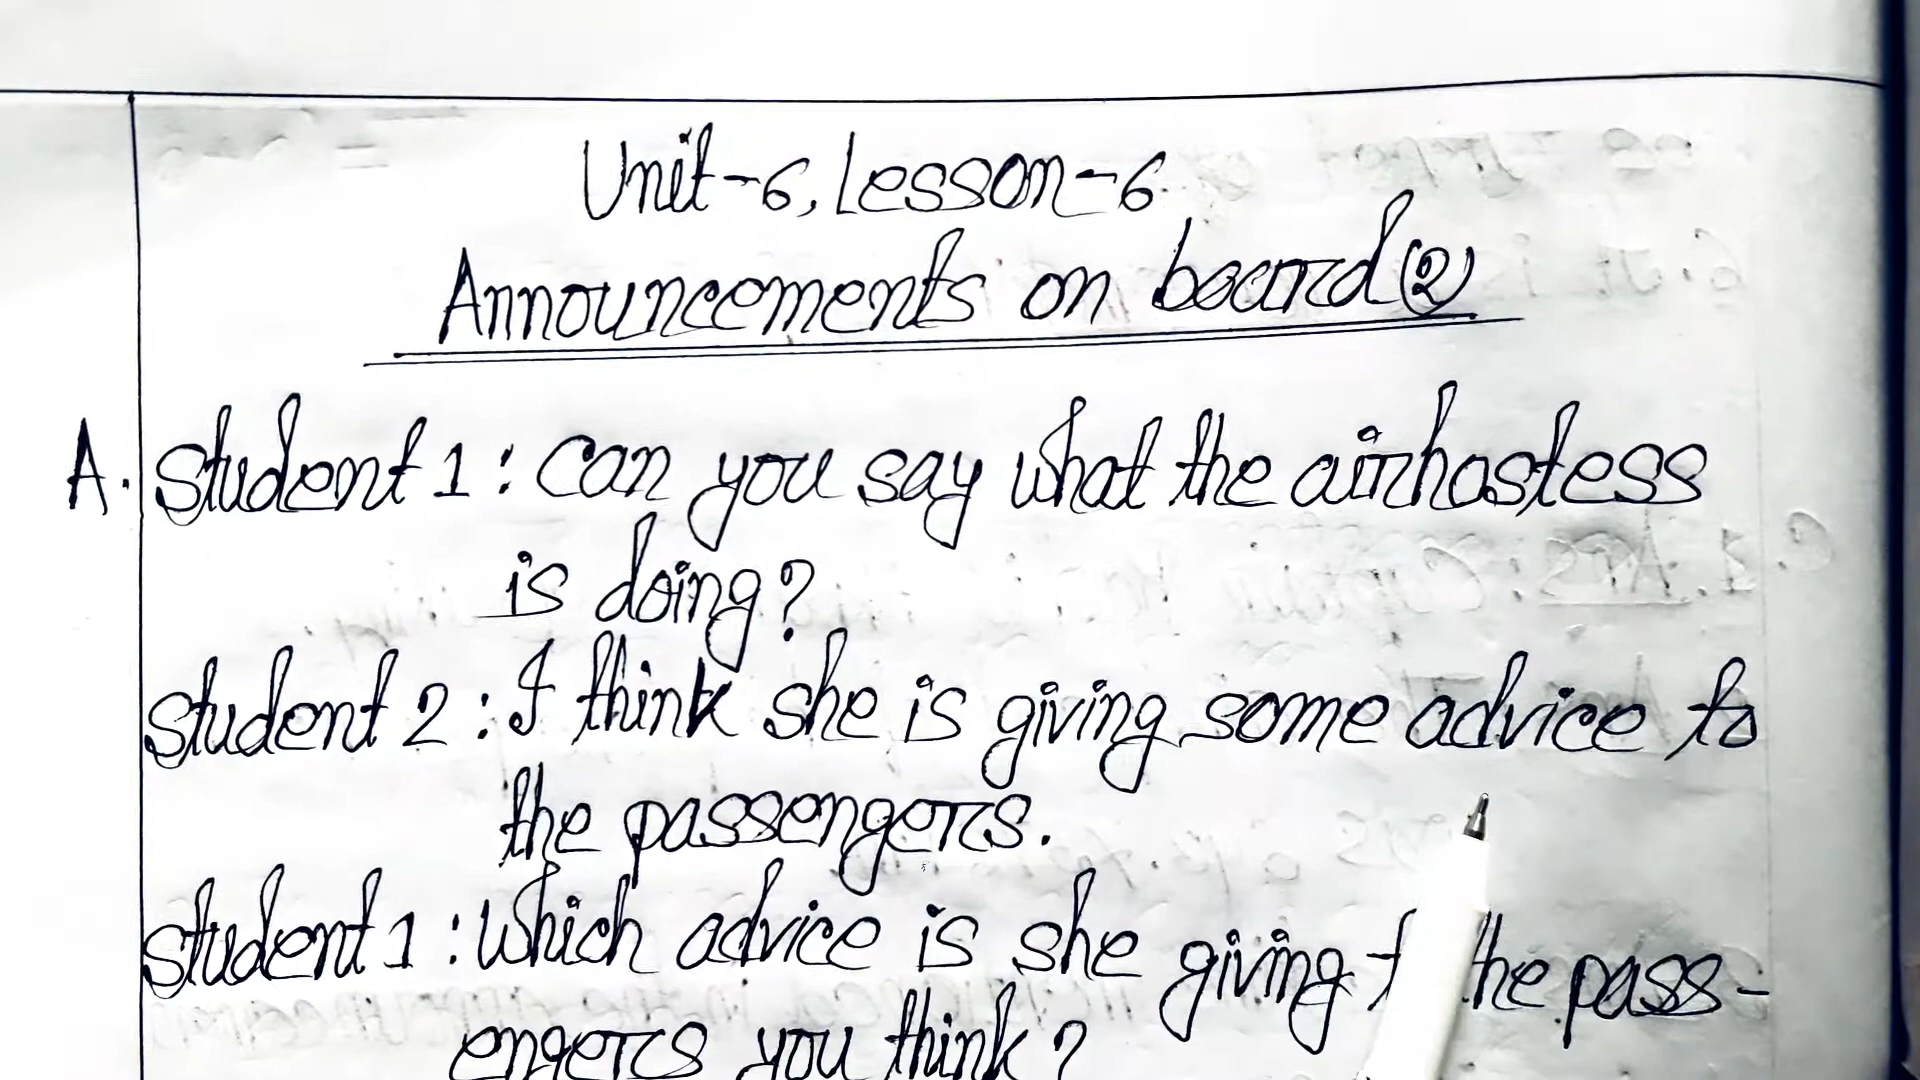 Unit-6, Lesson-6
Announcements on board (2)
A. Student 1 : Can you say what the airhostess
is doing?
Student 2 : I think she is giving some advice to
the passengers.
Student 1 : Which advice is she giving the pass-
engers you think?